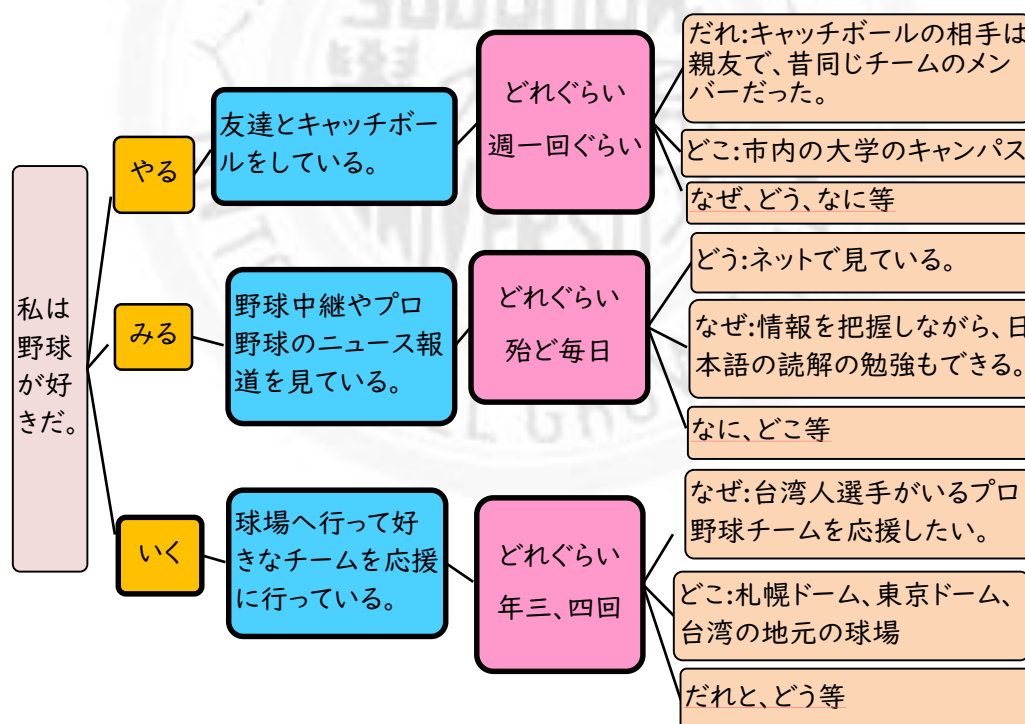 私は
野球
が好
きだ。
やる
友達とキャッチボー
ルをしている。
どれぐらい
週一回ぐらい
だれ:キャッチボールの相手は
親友で、昔同じチームのメン
バーだった。
どこ:市内の大学のキャンパス
なぜ、どう、なに等
みる
野球中継やプロ
野球のニュース報
道を見ている。
どれぐらい
殆ど毎日
どう:ネットで見ている。
なぜ:情報を把握しながら、日
本語の読解の勉強もできる。
なに、どこ等
いく
球場へ行って好
きなチームを応援
に行っている。
どれぐらい
年三、四回
なぜ:台湾人選手がいるプロ
野球チームを応援したい。
どこ:札幌ドーム、東京ドーム、
台湾の地元の球場
だれと、どう等